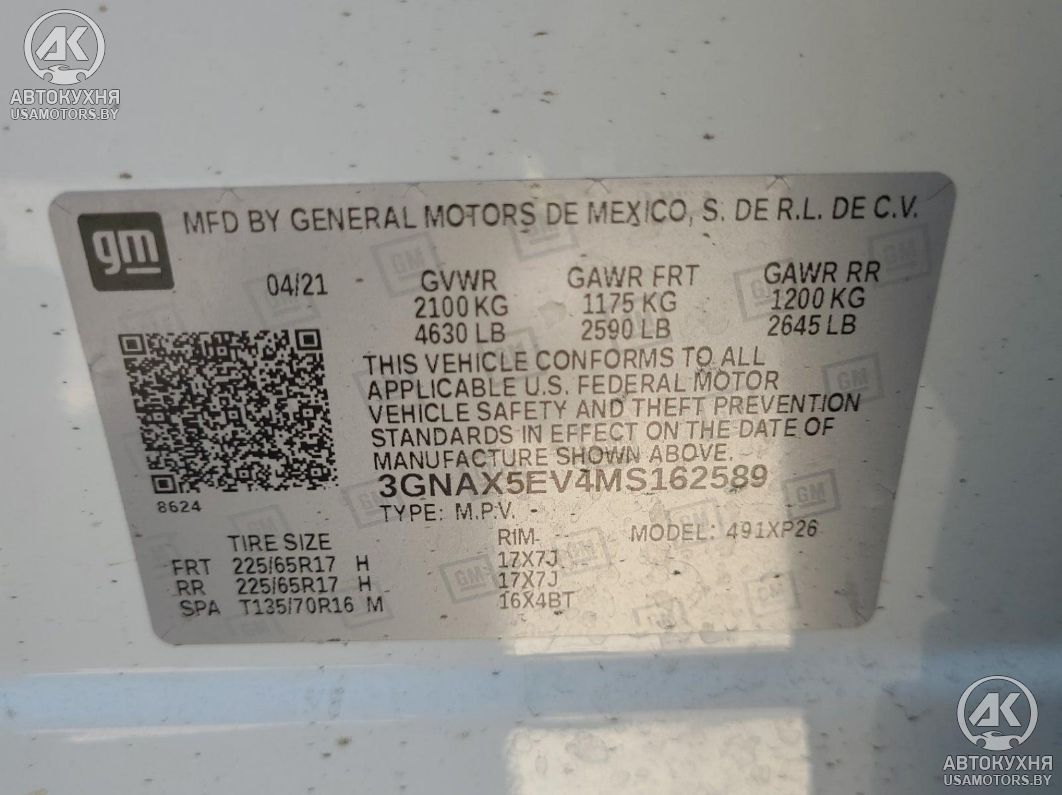 AK
АВТОКУХНЯ
USAMOTORS.BY
gm
MFD BY GENERAL MOTORS DE MEXICO, S. DE R.L. DE C.V.
04/21 GVWR GAWR FRT GAWR RR
2100 KG 1175 KG 1200 KG
4630 LB 2590 LB 2645 LB
THIS VEHICLE CONFORMS TO ALL
APPLICABLE U.S. FEDERAL MOTOR
VEHICLE SAFETY AND THEFT PREVENTION
STANDARDS IN EFFECT ON THE DATE OF
MANUFACTURE SHOWN ABOVE.
3GNAX5EV4MS162589
8624
TYPE: M.P.V.
MODEL: 491XP26
TIRE SIZE RIM
FRT 225/65R17 H 17X7J
RR 225/65R17 H 17X7J
SPA T135/70R16 M 16X4BT
AK
АВТОКУХНЯ
USAMOTORS.BY